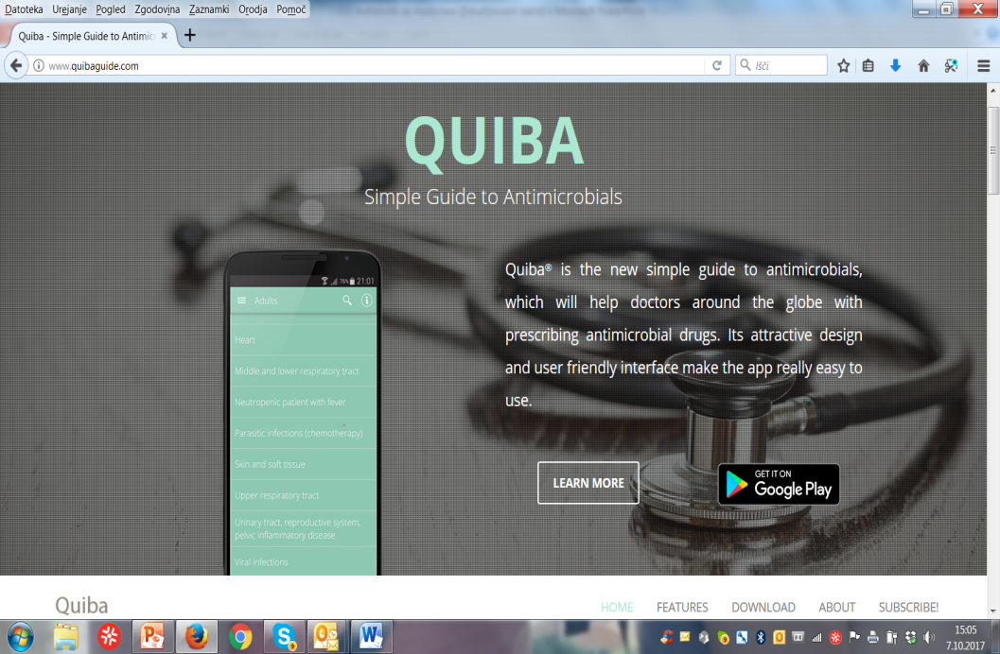 Datoteka Urejanje Pogled Zgodovina Zaznamki Orodja Pomoč
Quiba - Simple Guide to Antimic
www.quibaguide.com
Išči
QUIBA
Simple Guide to Antimicrobials
76% 21:01
Adults
Heart
Middle and lower respiratory tract
Neutropenic patient with fever
Parasitic infections (chemotherapy)
Skin and soft tissue
Upper respiratory tract
Urinary tract, reproductive system,
pelvic inflammatory disease
Viral infections
Quiba® is the new simple guide to antimicrobials,
which will help doctors around the globe with
prescribing antimicrobial drugs. Its attractive design
and user friendly interface make the app really easy to
use.
LEARN MORE
GET IT ON
Google Play
Quiba
HOME FEATURES DOWNLOAD ABOUT SUBSCRIBE!
15:05
7.10.2017